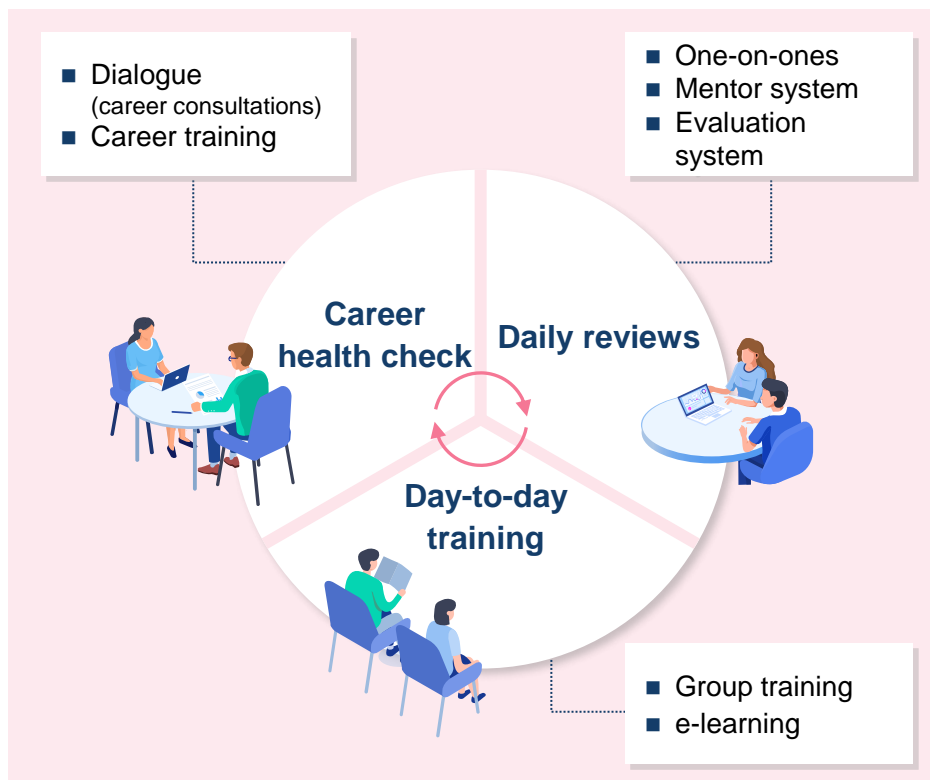 ■ Dialogue
(career consultations)
■ Career training
■ One-on-ones
■ Mentor system
■ Evaluation
system
Career
health check
Daily reviews
Day-to-day
training
■ Group training
■ e-learning